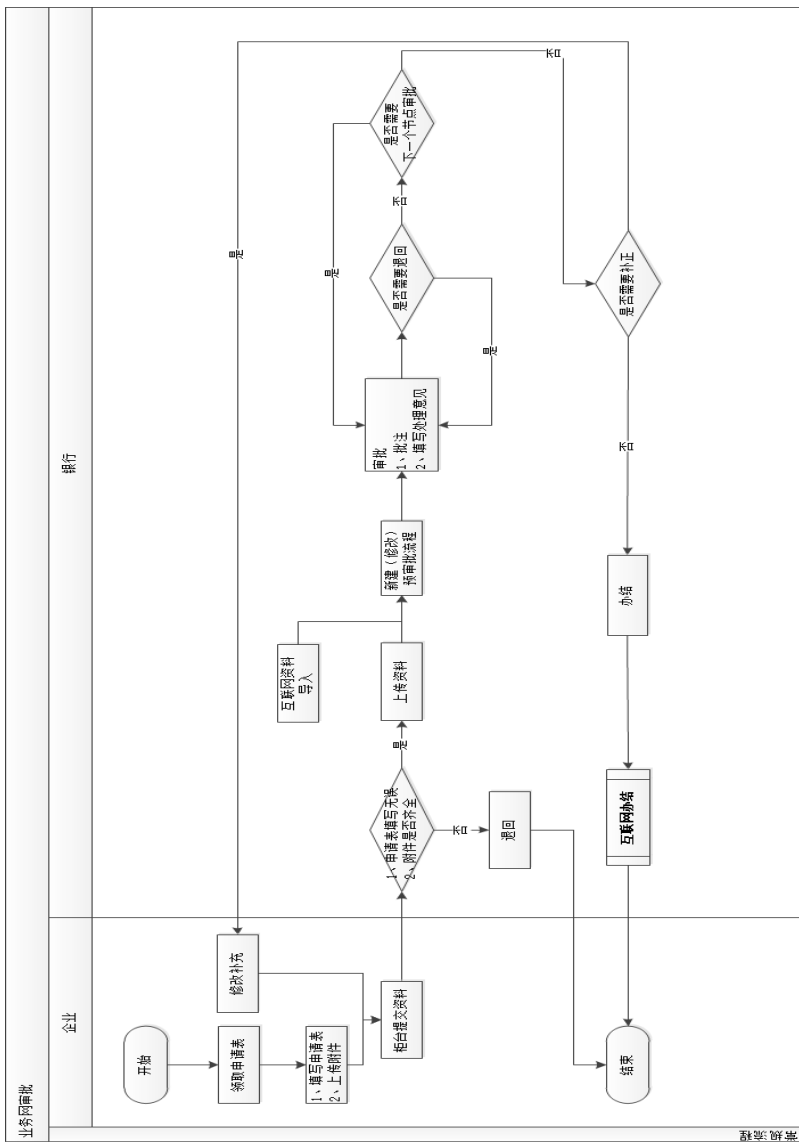 业务网审批
企业
银行
常规流程
开始
领取申请表
1、填写申请表
2、上传附件
修改补充
柜台提交资料
1、申请表填写无误
2、附件是否齐全
否
退回
是
上传资料
互联网资料
导入
新建（修改）
预审批流程
审批
1、批注
2、填写处理意见
是否需要退回
是
否
是否需要
下一个节点审批
是
否
是否需要补正
是
否
办结
互联网办结
结束